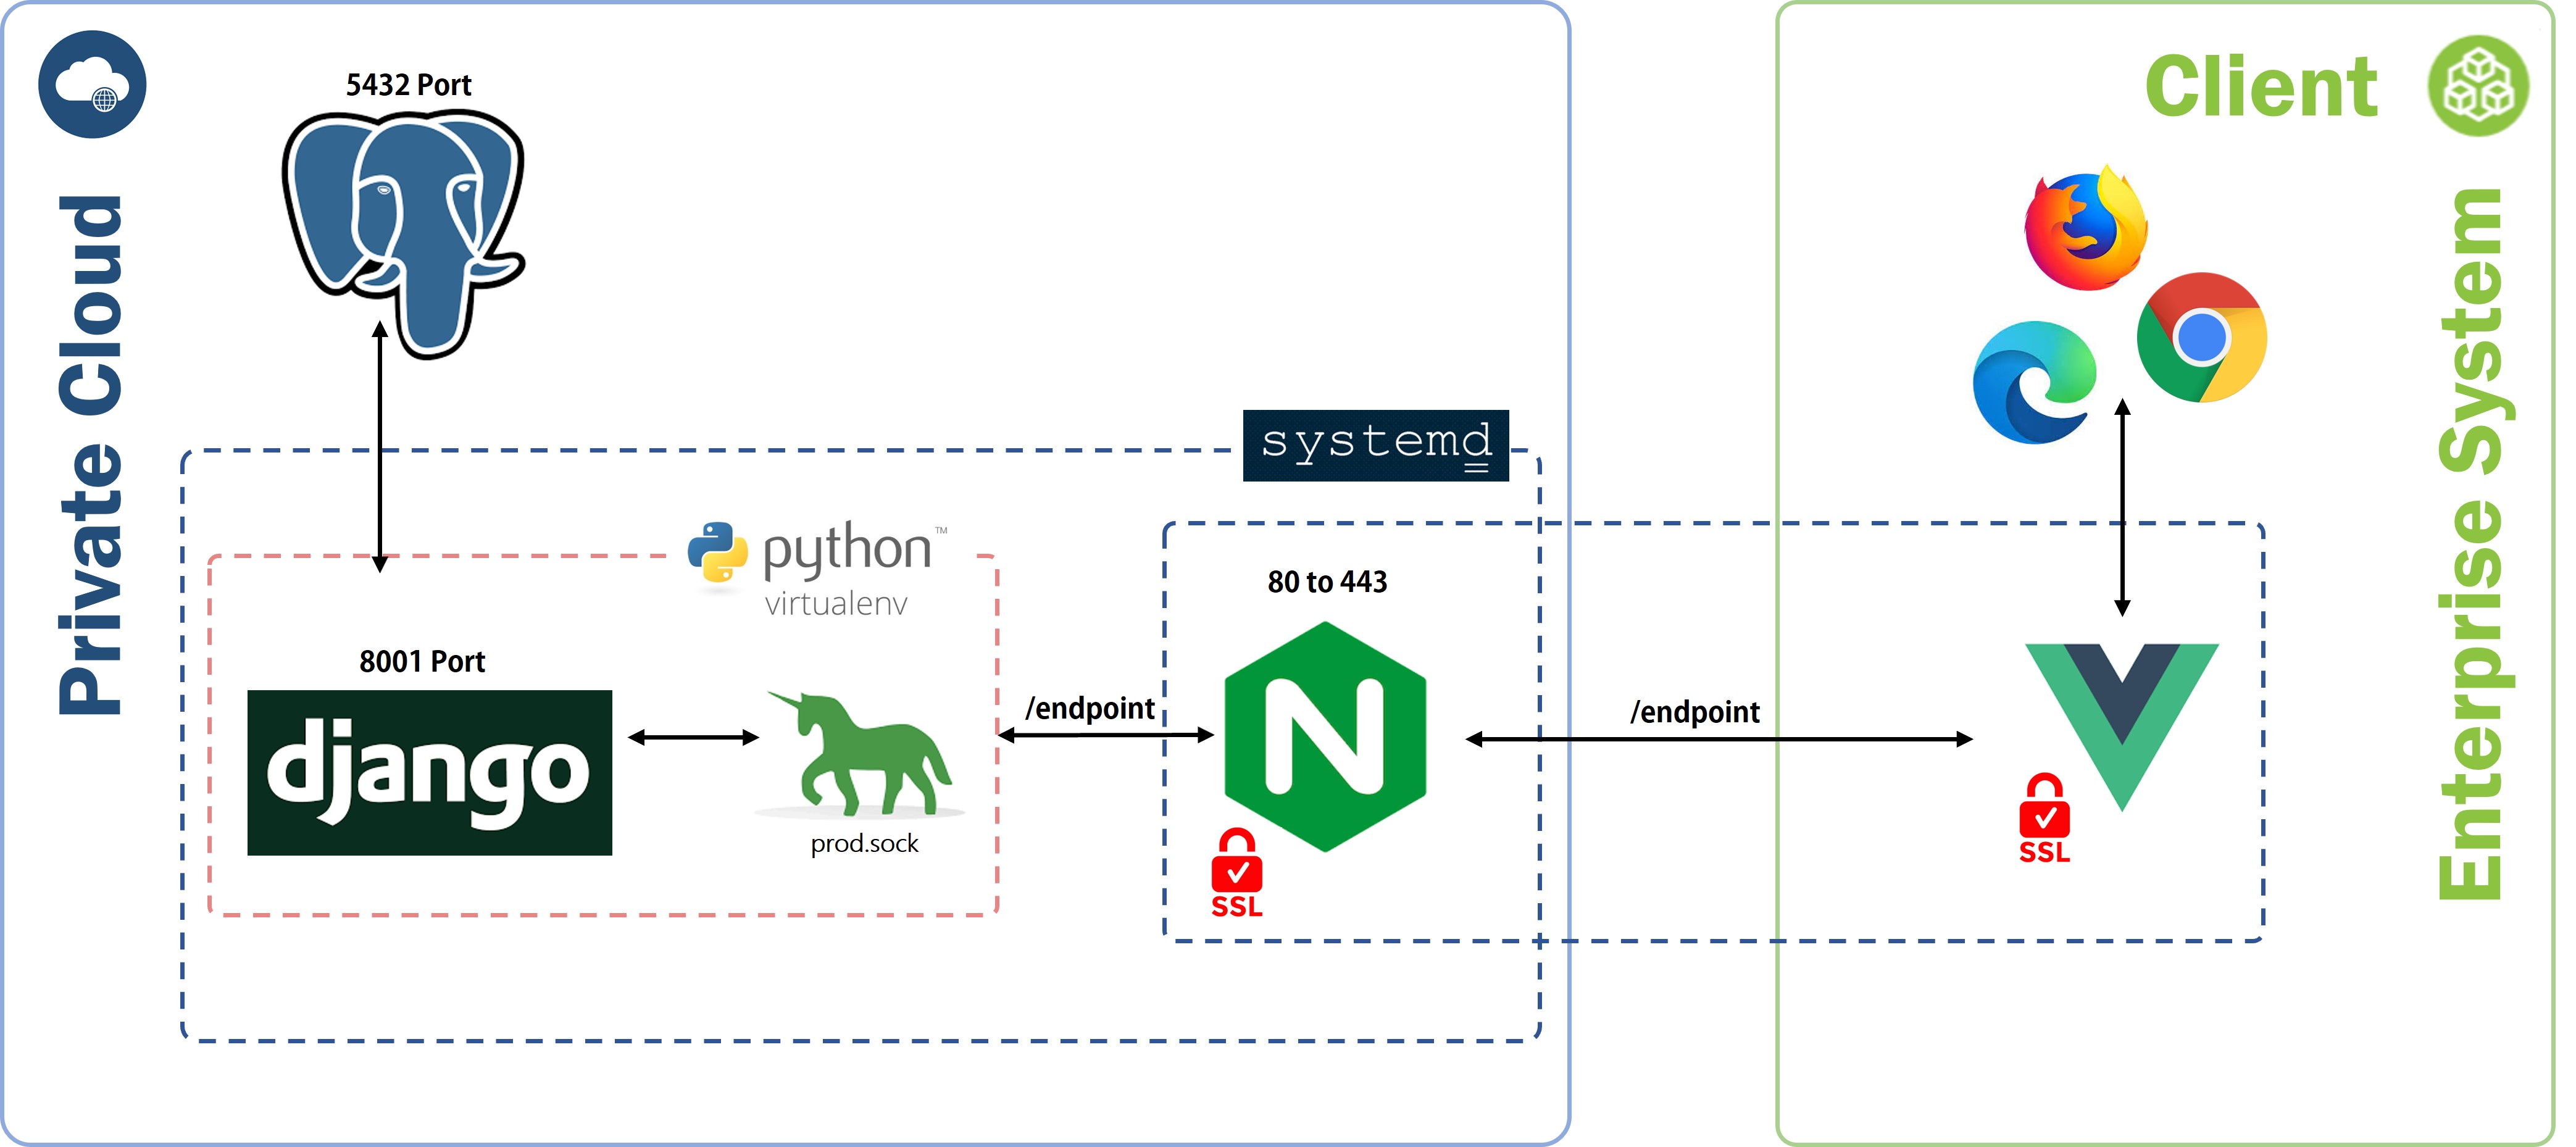 Private Cloud
5432 Port
systemd
python™
virtualenv
8001 Port
django
prod.sock
/endpoint
80 to 443
N
SSL
/endpoint
Client
Enterprise System
SSL